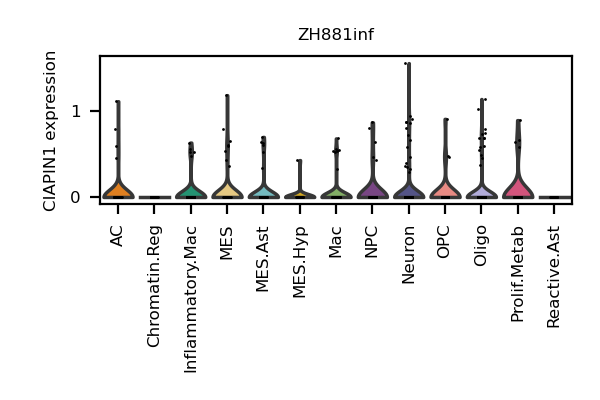 ZH881inf
CIAPIN1 expression
1
0
AC
Chromatin.Reg
Inflammatory.Mac
MES
MES.Ast
MES.Hyp
Mac
NPC
Neuron
OPC
Oligo
Prolif.Metab
Reactive.Ast